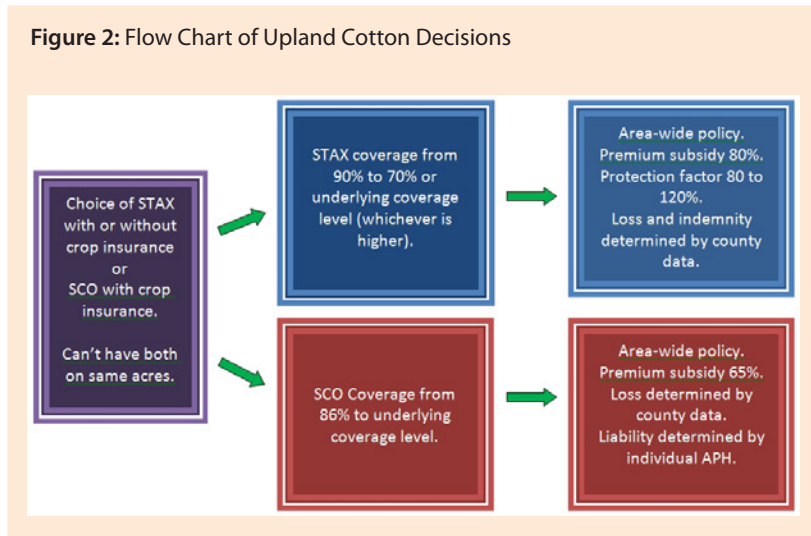 Figure 2: Flow Chart of Upland Cotton Decisions
Choice of STAX
with or without
crop insurance
or
SCO with crop
insurance.
Can't have both
on same acres.
STAX coverage from
90% to 70% or
underlying coverage
level (whichever is
higher).
Area-wide policy.
Premium subsidy 80%.
Protection factor 80 to
120%.
Loss and indemnity
determined by county
data.
SCO Coverage from
86% to underlying
coverage level.
Area-wide policy.
Premium subsidy 65%.
Loss determined by
county data.
Liability determined by
individual APH.